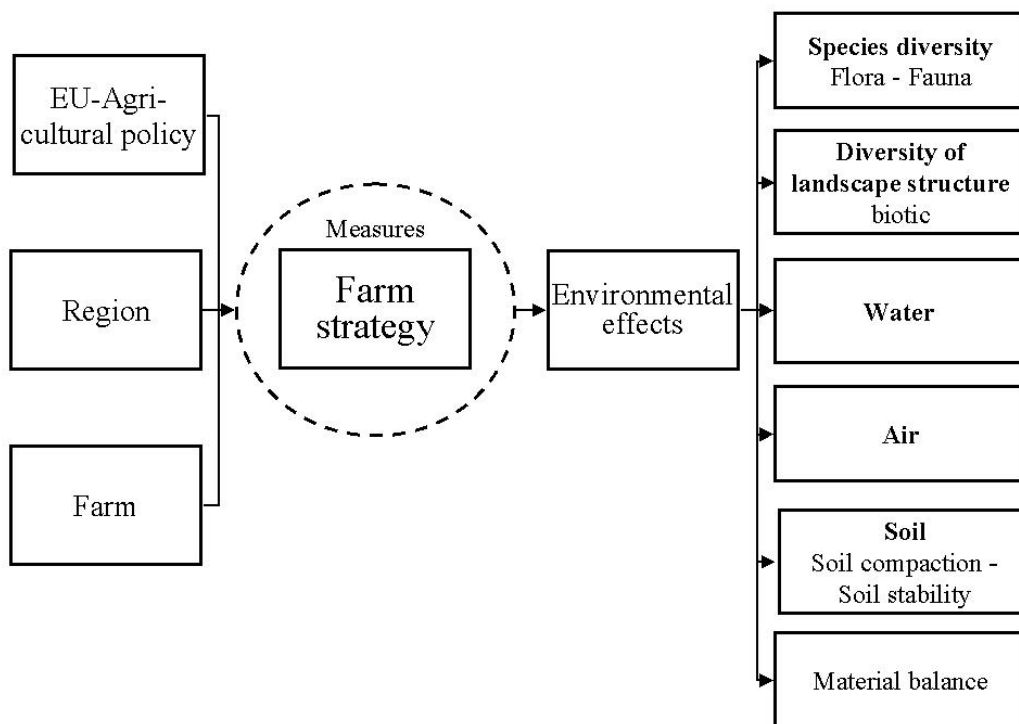 EU-Agri-
cultural policy
Region
Farm
Measures
Farm
strategy
Environmental
effects
Species diversity
Flora - Fauna
Diversity of
landscape structure
biotic
Water
Air
Soil
Soil compaction -
Soil stability
Material balance